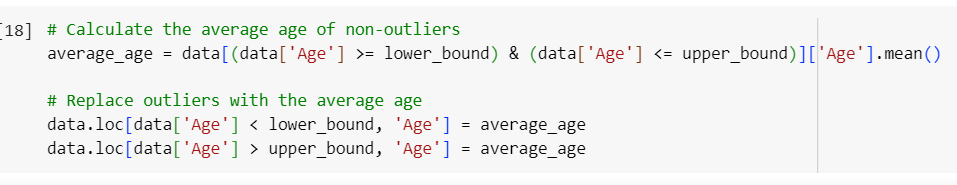 [18] # Calculate the average age of non-outliers
average_age = data[(data['Age'] >= lower_bound) & (data['Age'] <= upper_bound)]['Age'].mean()
# Replace outliers with the average age
data.loc[data['Age'] < lower_bound, 'Age'] = average_age
data.loc[data['Age'] > upper_bound, 'Age'] = average_age